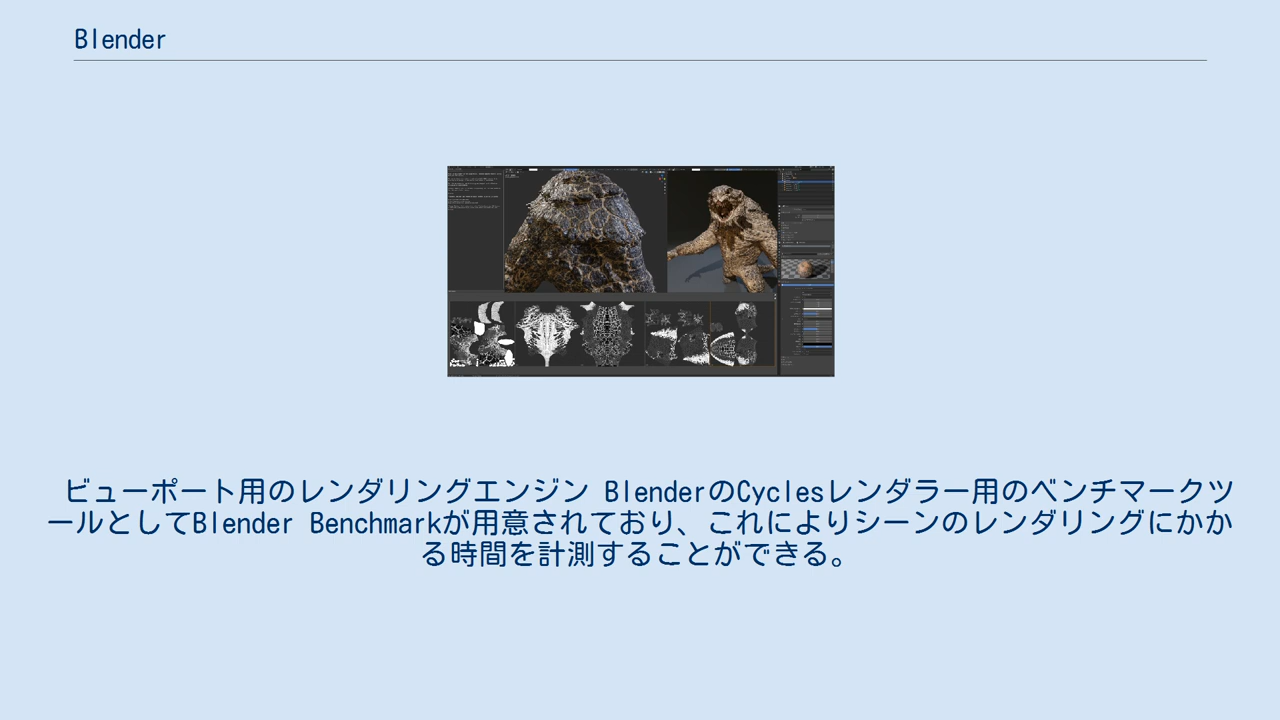 Blender
ビューポート用のレンダリングエンジン BlenderのCyclesレンダラー用のベンチマークツ
ールとしてBlender Benchmarkが用意されており、これによりシーンのレンダリングにかか
る時間を計測することができる。